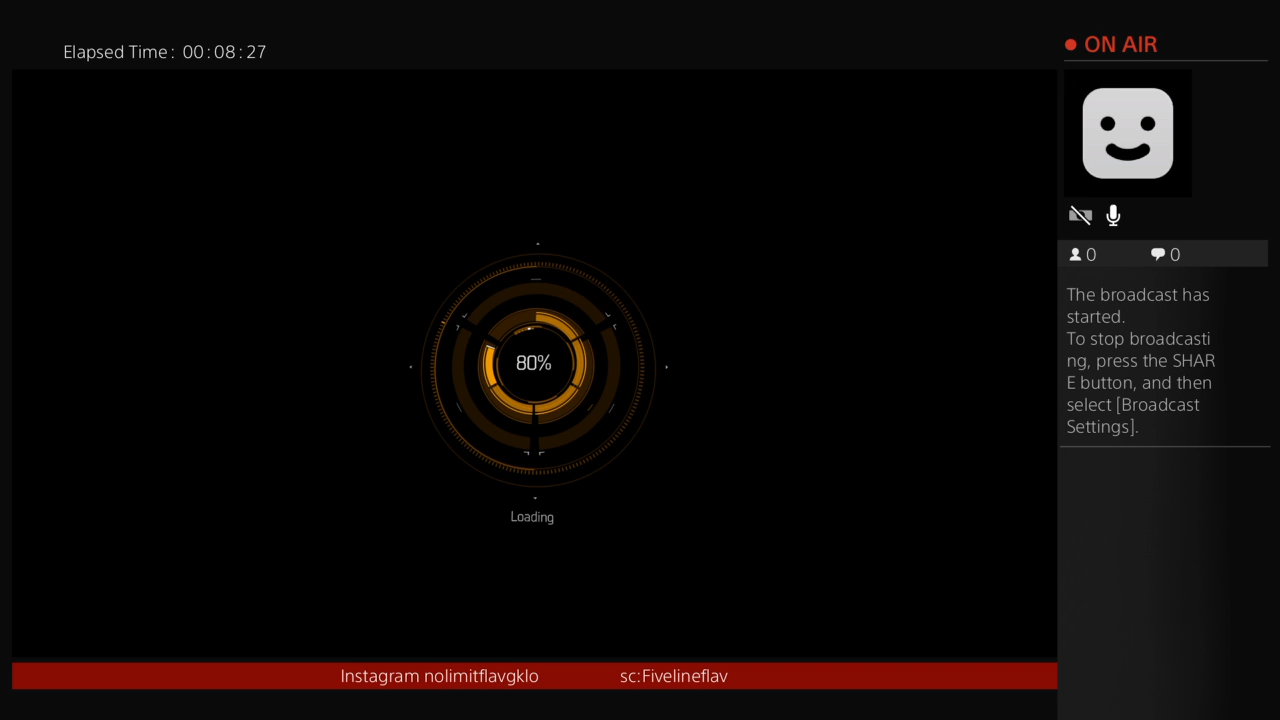 Elapsed Time: 00:08:27
ON AIR
0 0
The broadcast has
started.
To stop broadcasti
ng, press the SHAR
E button, and then
select [Broadcast
Settings].
80%
Loading
Instagram nolimitflavgklo sc:Fivelineflav